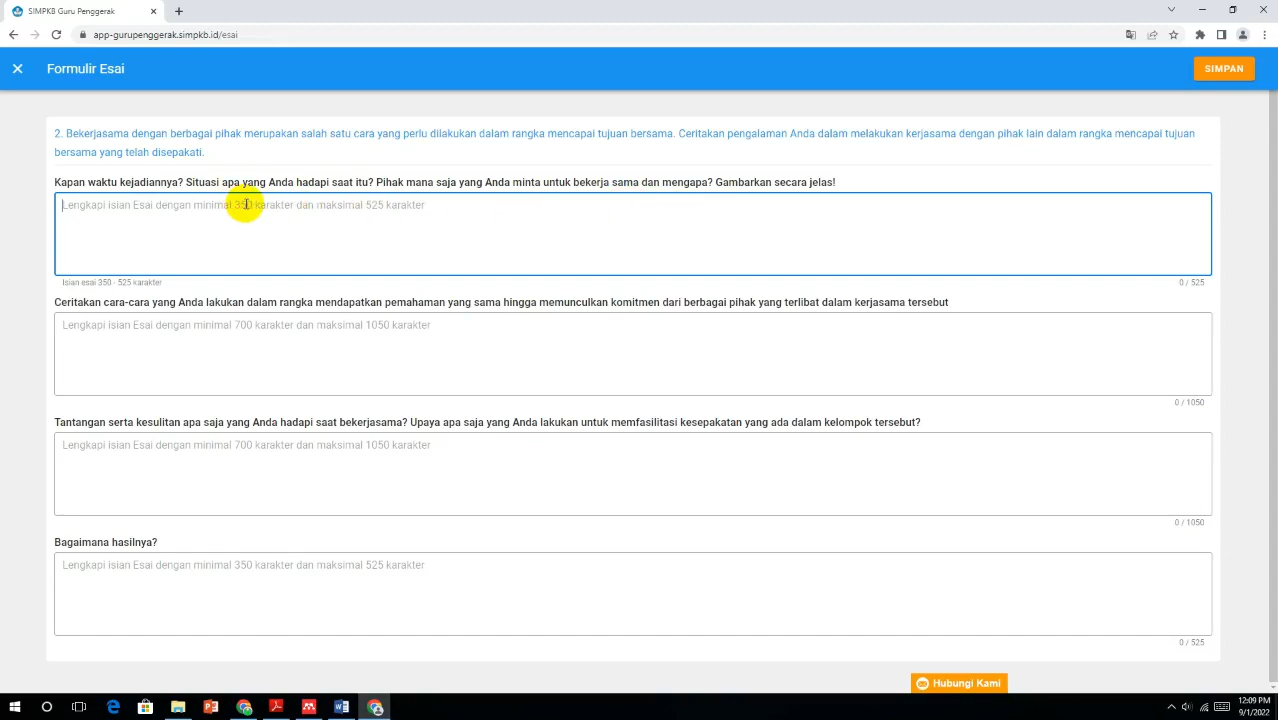 SIMPKB Guru Penggerak
app-gurupenggerak.simpkb.id/esai
Formulir Esai
SIMPAN
2. Bekerjasama dengan berbagai pihak merupakan salah satu cara yang perlu dilakukan dalam rangka mencapai tujuan bersama. Ceritakan pengalaman Anda dalam melakukan kerjasama dengan pihak lain dalam rangka mencapai tujuan
bersama yang telah disepakati.
Kapan waktu kejadiannya? Situasi apa yang Anda hadapi saat itu? Pihak mana saja yang Anda minta untuk bekerja sama dan mengapa? Gambarkan secara jelas!
Lengkapi isian Esai dengan minimal 350 karakter dan maksimal 525 karakter
Isian esai 350 - 525 karakter
0 / 525
Ceritakan cara-cara yang Anda lakukan dalam rangka mendapatkan pemahaman yang sama hingga memunculkan komitmen dari berbagai pihak yang terlibat dalam kerjasama tersebut
Lengkapi isian Esai dengan minimal 700 karakter dan maksimal 1050 karakter
0 / 1050
Tantangan serta kesulitan apa saja yang Anda hadapi saat bekerjasama? Upaya apa saja yang Anda lakukan untuk memfasilitasi kesepakatan yang ada dalam kelompok tersebut?
Lengkapi isian Esai dengan minimal 700 karakter dan maksimal 1050 karakter
0 / 1050
Bagaimana hasilnya?
Lengkapi isian Esai dengan minimal 350 karakter dan maksimal 525 karakter
0 / 525
Hubungi Kami
12:09 PM
9/1/2022